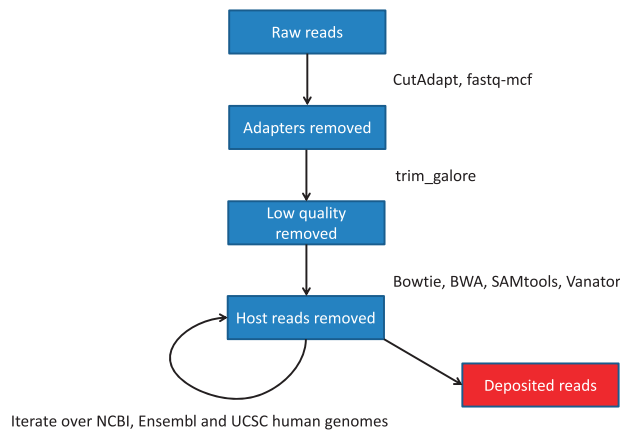 Raw reads
CutAdapt, fastq-mcf
Adapters removed
trim_galore
Low quality
removed
Bowtie, BWA, SAMtools, Vanator
Host reads removed
Deposited reads
Iterate over NCBI, Ensembl and UCSC human genomes